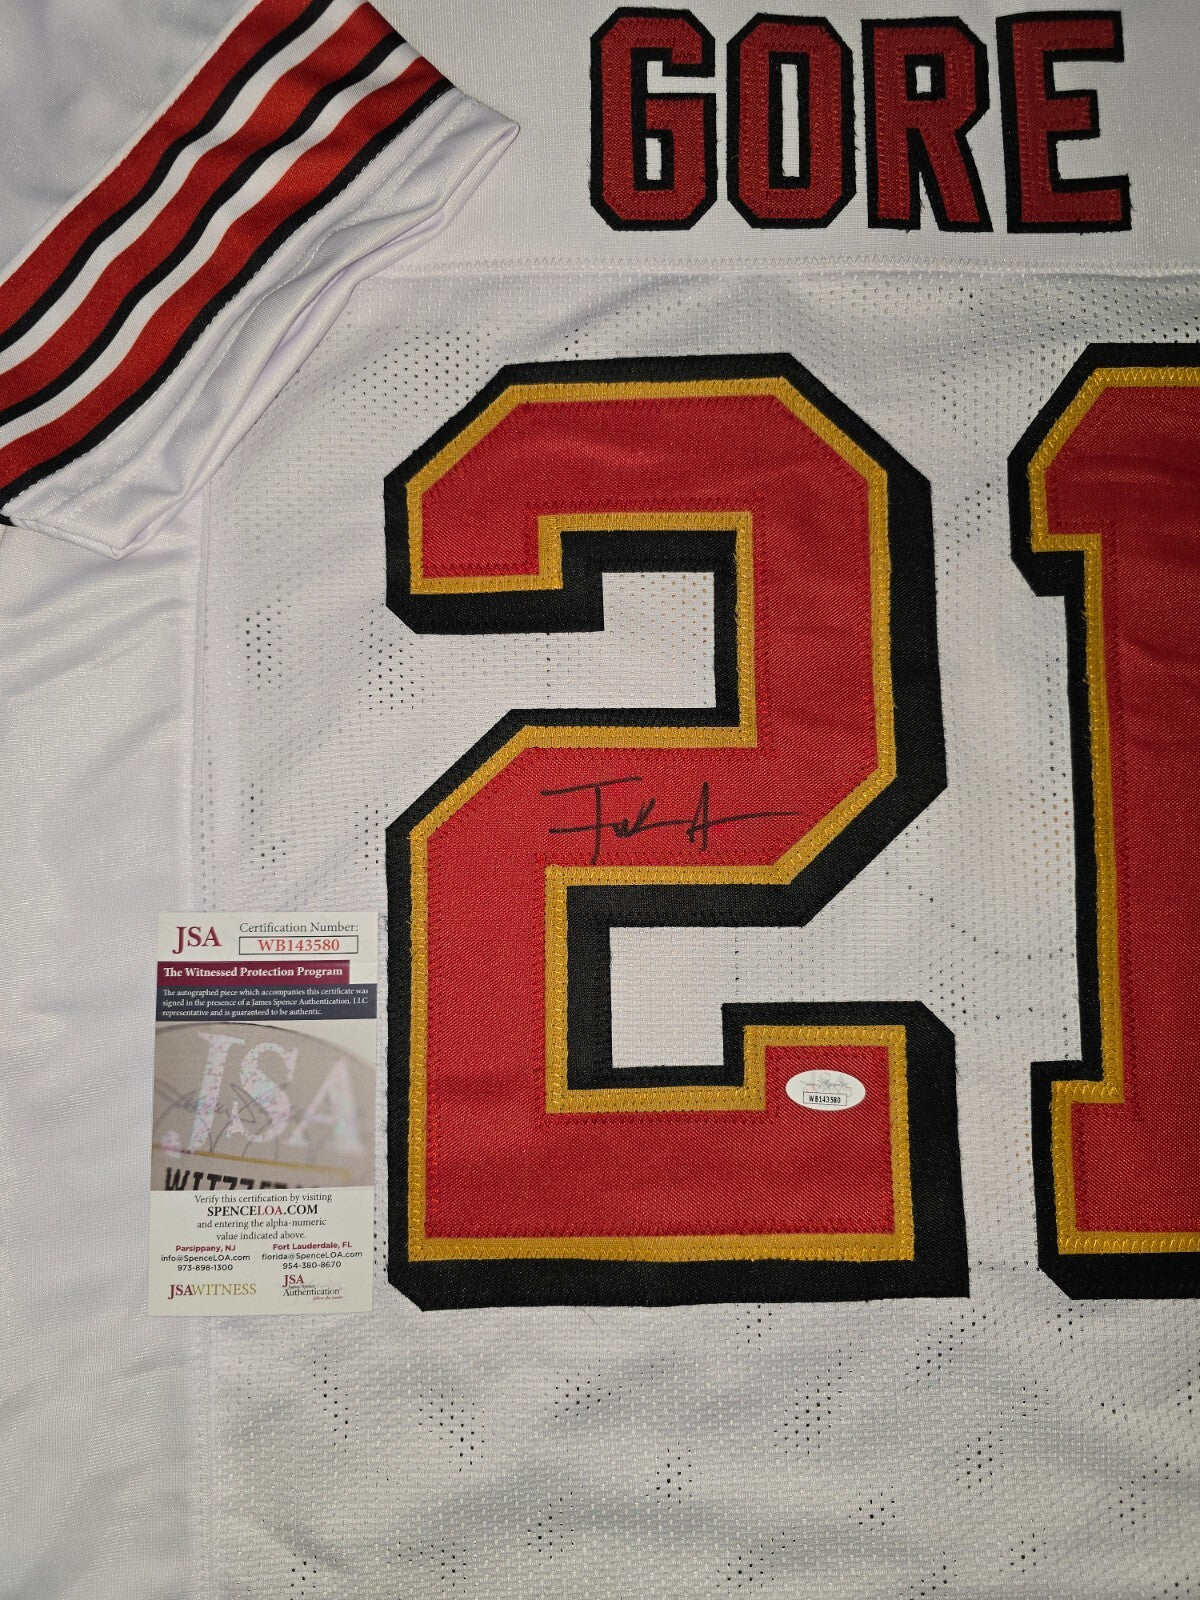 GORE
21
JSA
Certification Number:
WB143580
The Witnessed Protection Program
The autographed piece which accompanies this certificate was
signed in the presence of a James Spence Authentication, LLC
representative and is guaranteed to be authentic.
JSA
Verify this certification by visiting
SPENCELOA.COM
and entering the alpha-numeric
value indicated above.
Parsippany, NJ
info@SpenceLOA.com
973-898-1300
Fort Lauderdale, FL
florida@SpenceLOA.com
954-380-8670
JSAWITNESS
JSA
Authentication
WB143580